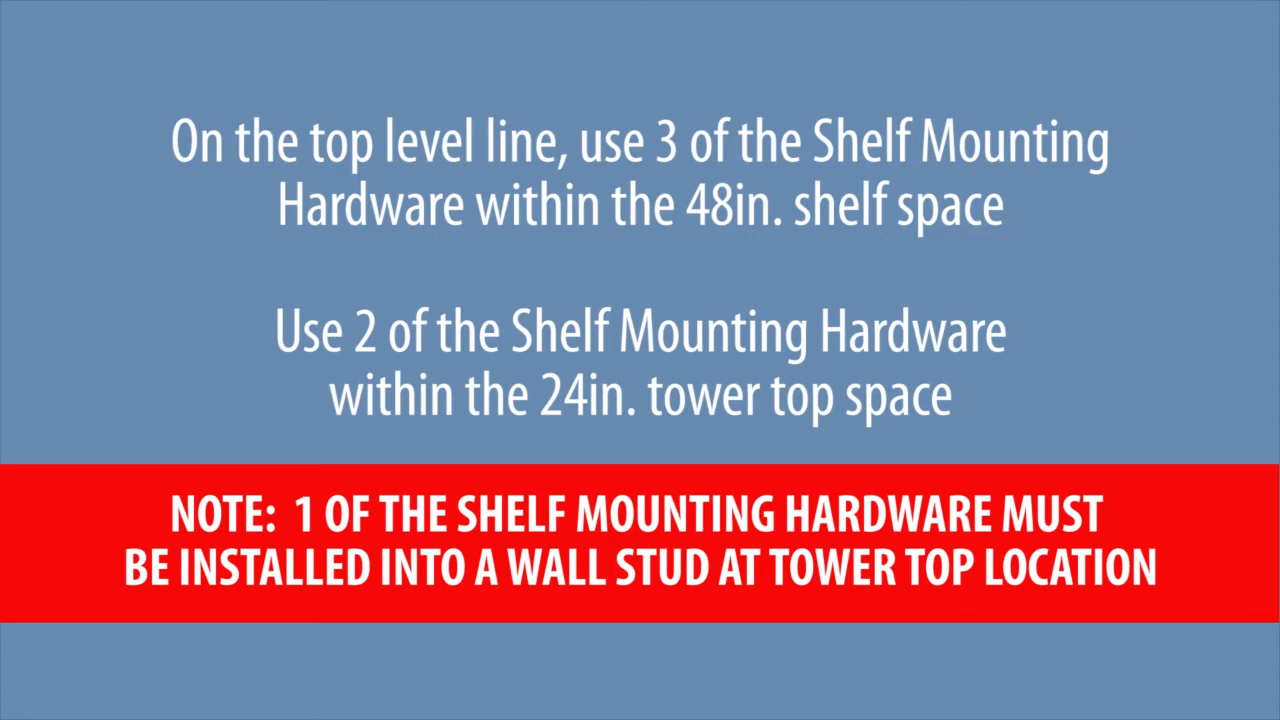 On the top level line, use 3 of the Shelf Mounting
Hardware within the 48in. shelf space
Use 2 of the Shelf Mounting Hardware
within the 24in. tower top space
NOTE:  1 OF THE SHELF MOUNTING HARDWARE MUST
BE INSTALLED INTO A WALL STUD AT TOWER TOP LOCATION